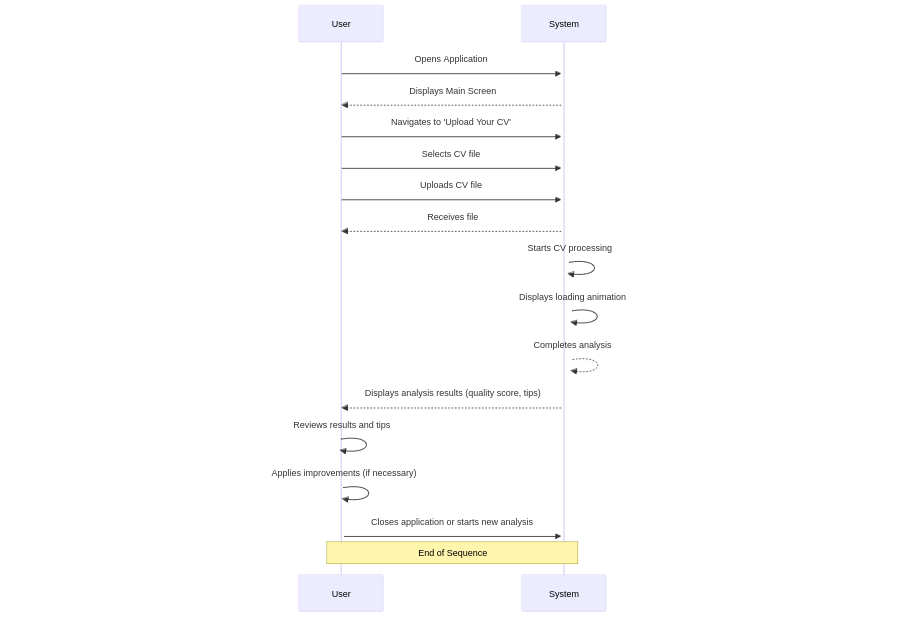 User
System
Opens Application
Displays Main Screen
Navigates to 'Upload Your CV'
Selects CV file
Uploads CV file
Receives file
Starts CV processing
Displays loading animation
Completes analysis
Displays analysis results (quality score, tips)
Reviews results and tips
Applies improvements (if necessary)
Closes application or starts new analysis
End of Sequence
User
System